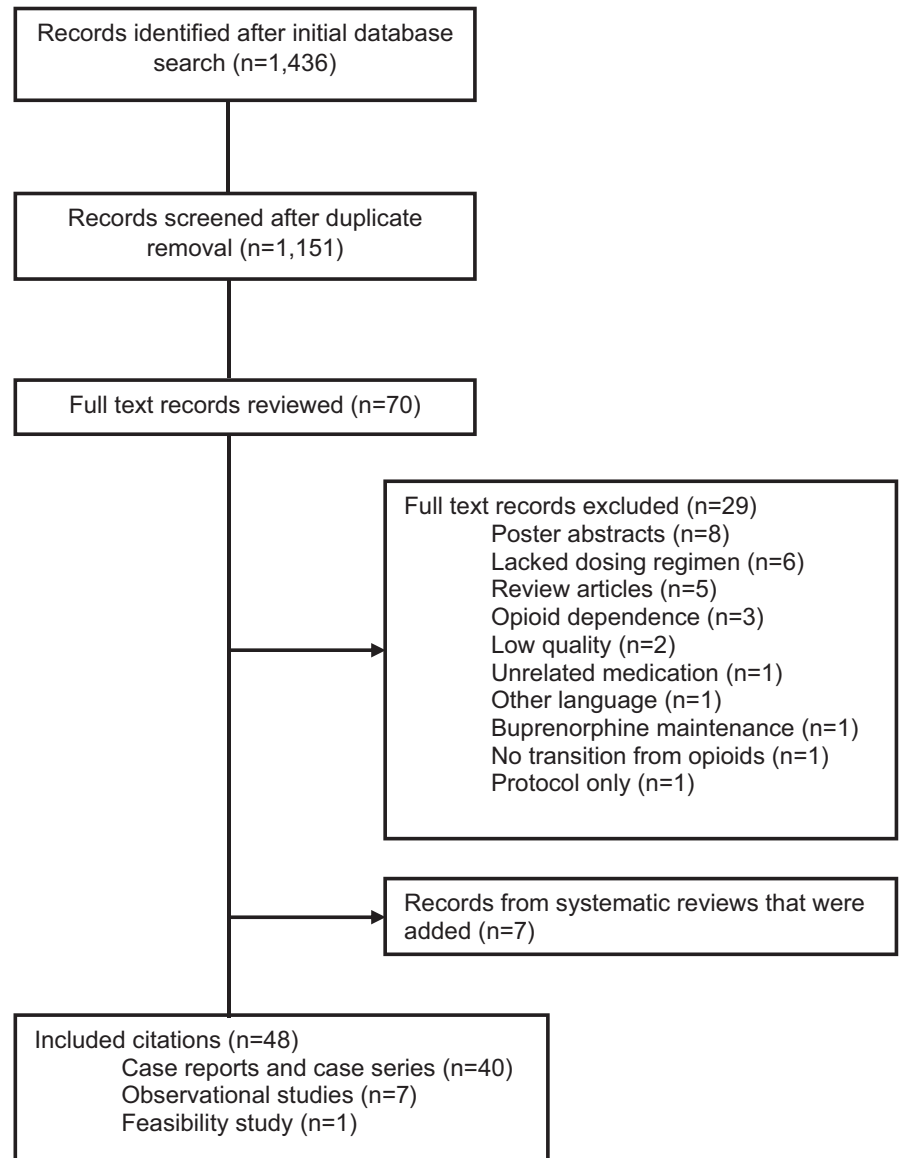 Records identified after initial database
search (n=1,436)
Records screened after duplicate
removal (n=1,151)
Full text records reviewed (n=70)
Full text records excluded (n=29)
Poster abstracts (n=8)
Lacked dosing regimen (n=6)
Review articles (n=5)
Opioid dependence (n=3)
Low quality (n=2)
Unrelated medication (n=1)
Other language (n=1)
Buprenorphine maintenance (n=1)
No transition from opioids (n=1)
Protocol only (n=1)
Records from systematic reviews that were
added (n=7)
Included citations (n=48)
Case reports and case series (n=40)
Observational studies (n=7)
Feasibility study (n=1)